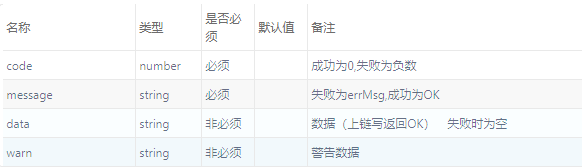 名称 类型 是否必须 默认值 备注
code number 必须 成功为0,失败为负数
message string 必须 失败为errMsg,成功为OK
data string 非必须 数据（上链写返回OK） 失败时为空
warn string 非必须 警告数据